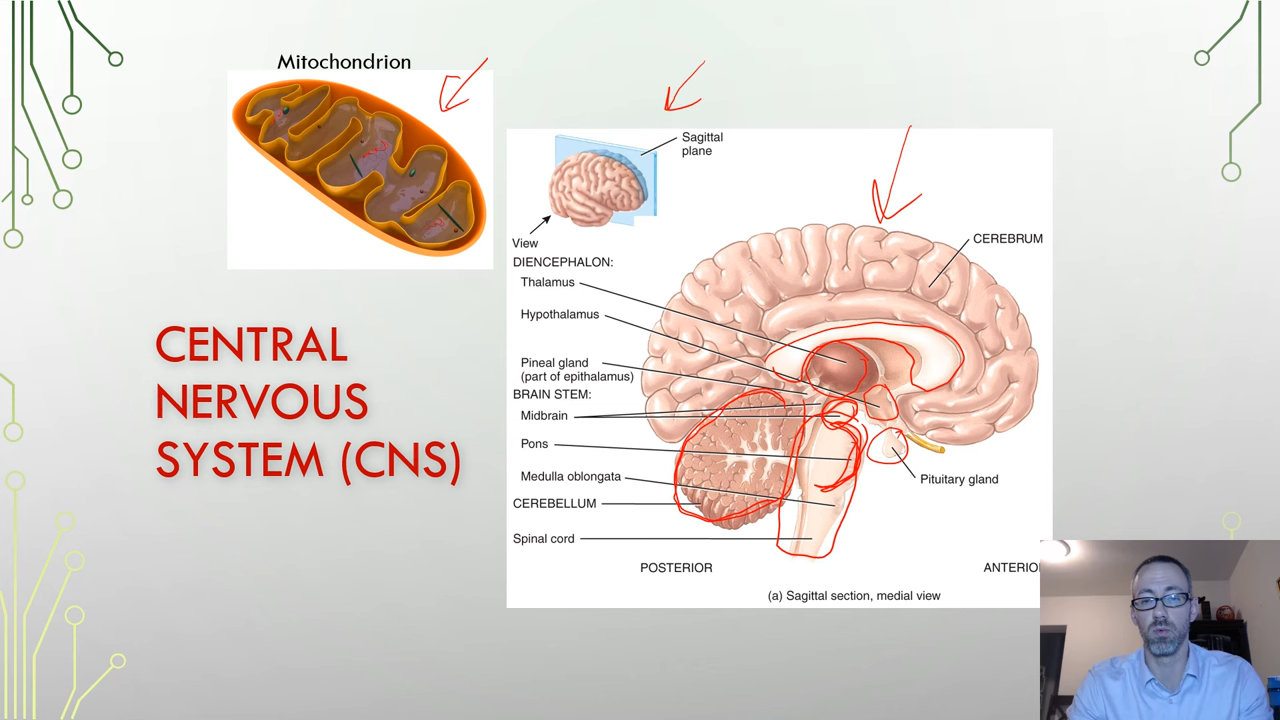 Mitochondrion
CENTRAL
NERVOUS
SYSTEM (CNS)
Sagittal
plane
View
DIENCEPHALON:
Thalamus
Hypothalamus
Pineal gland
(part of epithalamus)
BRAIN STEM:
Midbrain
Pons
Medulla oblongata
CEREBELLUM
Spinal cord
CEREBRUM
Pituitary gland
POSTERIOR
ANTERIO
(a) Sagittal section, medial view